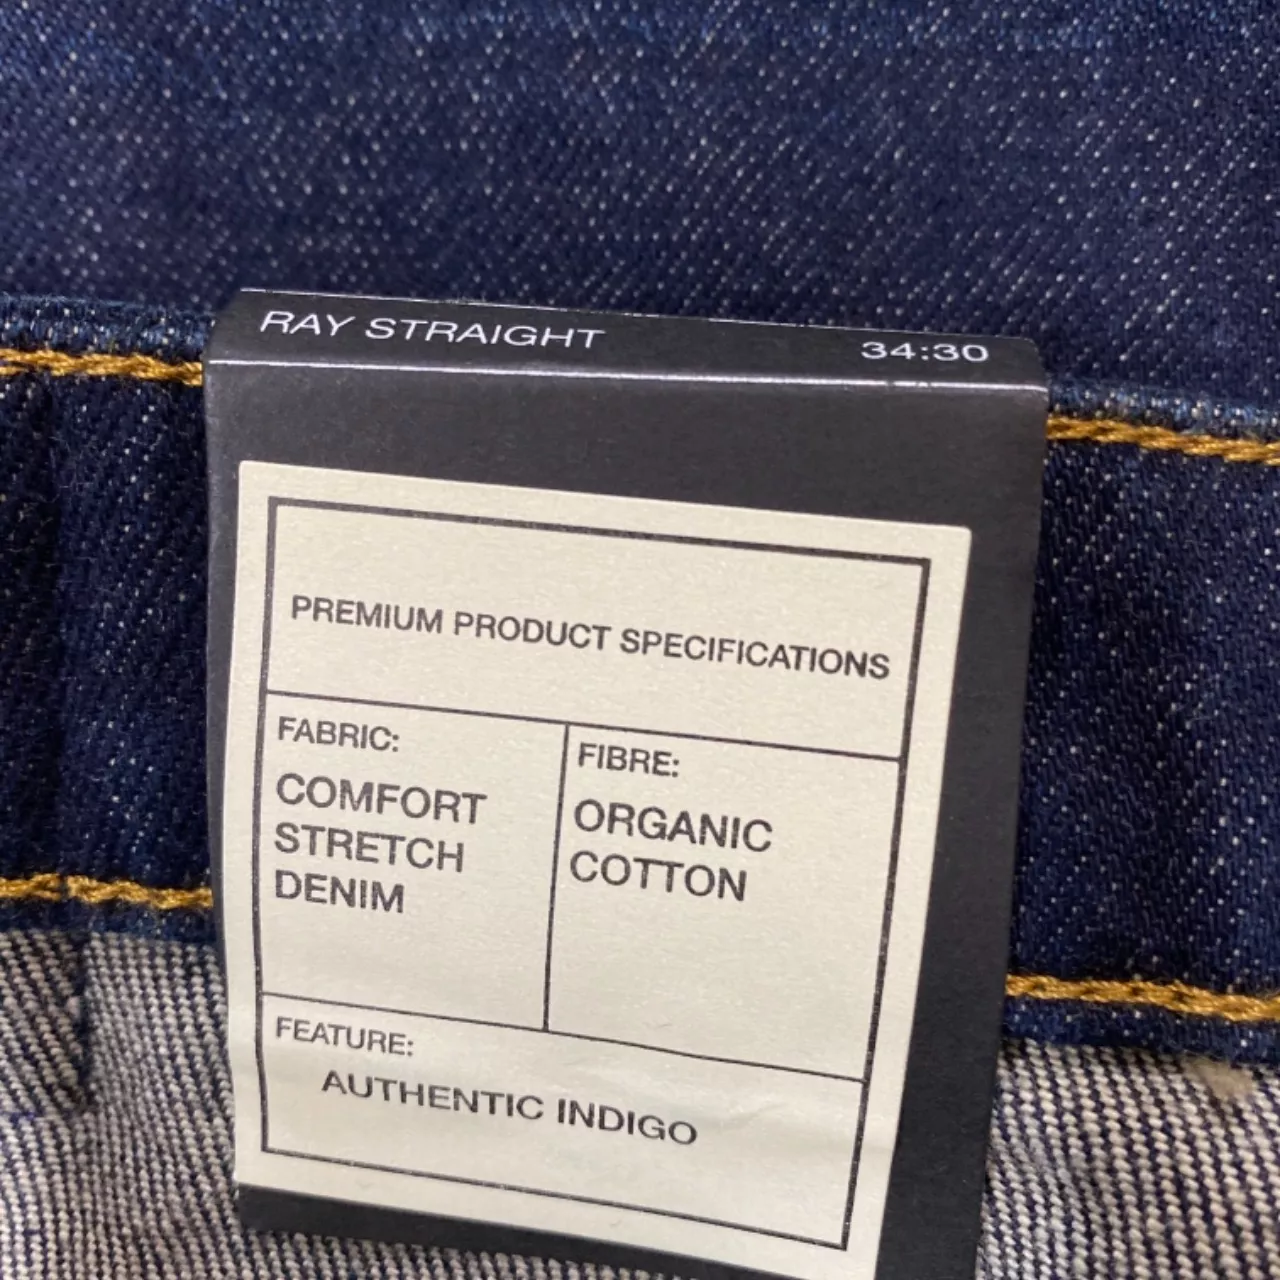 RAY STRAIGHT 34:30
PREMIUM PRODUCT SPECIFICATIONS
FABRIC:
COMFORT
STRETCH
DENIM
FIBRE:
ORGANIC
COTTON
FEATURE:
AUTHENTIC INDIGO